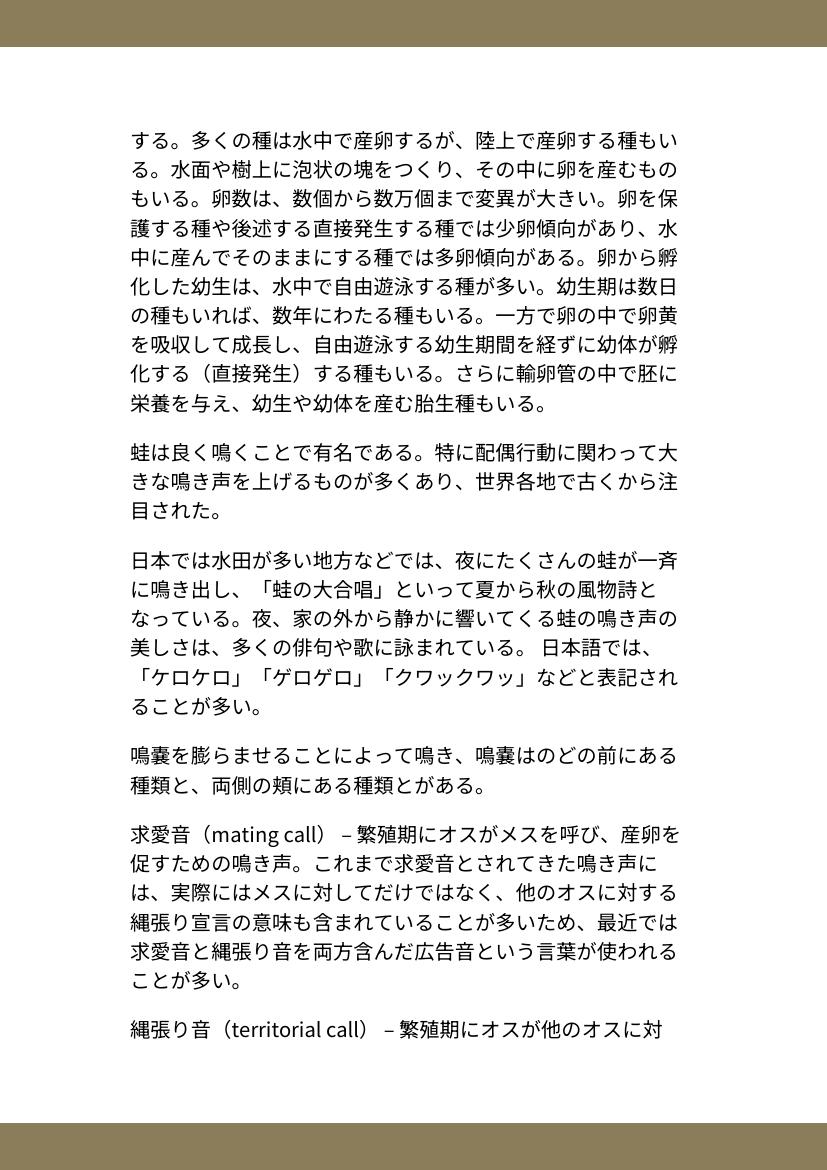 する。多くの種は水中で産卵するが、陸上で産卵する種もい
る。水面や樹上に泡状の塊をつくり、その中に卵を産むもの
もいる。卵数は、数個から数万個まで変異が大きい。卵を保
護する種や後述する直接発生する種では少卵傾向があり、水
中に産んでそのままにする種では多卵傾向がある。卵から孵
化した幼生は、水中で自由遊泳する種が多い。幼生期は数日
の種もいれば、数年にわたる種もいる。一方で卵の中で卵黄
を吸収して成長し、自由遊泳する幼生期間を経ずに幼体が孵
化する（直接発生）する種もいる。さらに輸卵管の中で胚に
栄養を与え、幼生や幼体を産む胎生種もいる。
蛙は良く鳴くことで有名である。特に配偶行動に関わって大
きな鳴き声を上げるものが多くあり、世界各地で古くから注
目された。
日本では水田が多い地方などでは、夜にたくさんの蛙が一斉
に鳴き出し、「蛙の大合唱」といって夏から秋の風物詩と
なっている。夜、家の外から静かに響いてくる蛙の鳴き声の
美しさは、多くの俳句や歌に詠まれている。 日本語では、
「ケロケロ」「ゲロゲロ」「クワックワッ」などと表記され
ることが多い。
鳴嚢を膨らませることによって鳴き、鳴嚢はのどの前にある
種類と、両側の頬にある種類とがある。
求愛音（mating call） – 繁殖期にオスがメスを呼び、産卵を
促すための鳴き声。これまで求愛音とされてきた鳴き声に
は、実際にはメスに対してだけではなく、他のオスに対する
縄張り宣言の意味も含まれていることが多いため、最近では
求愛音と縄張り音を両方含んだ広告音という言葉が使われる
ことが多い。
縄張り音（territorial call） – 繁殖期にオスが他のオスに対